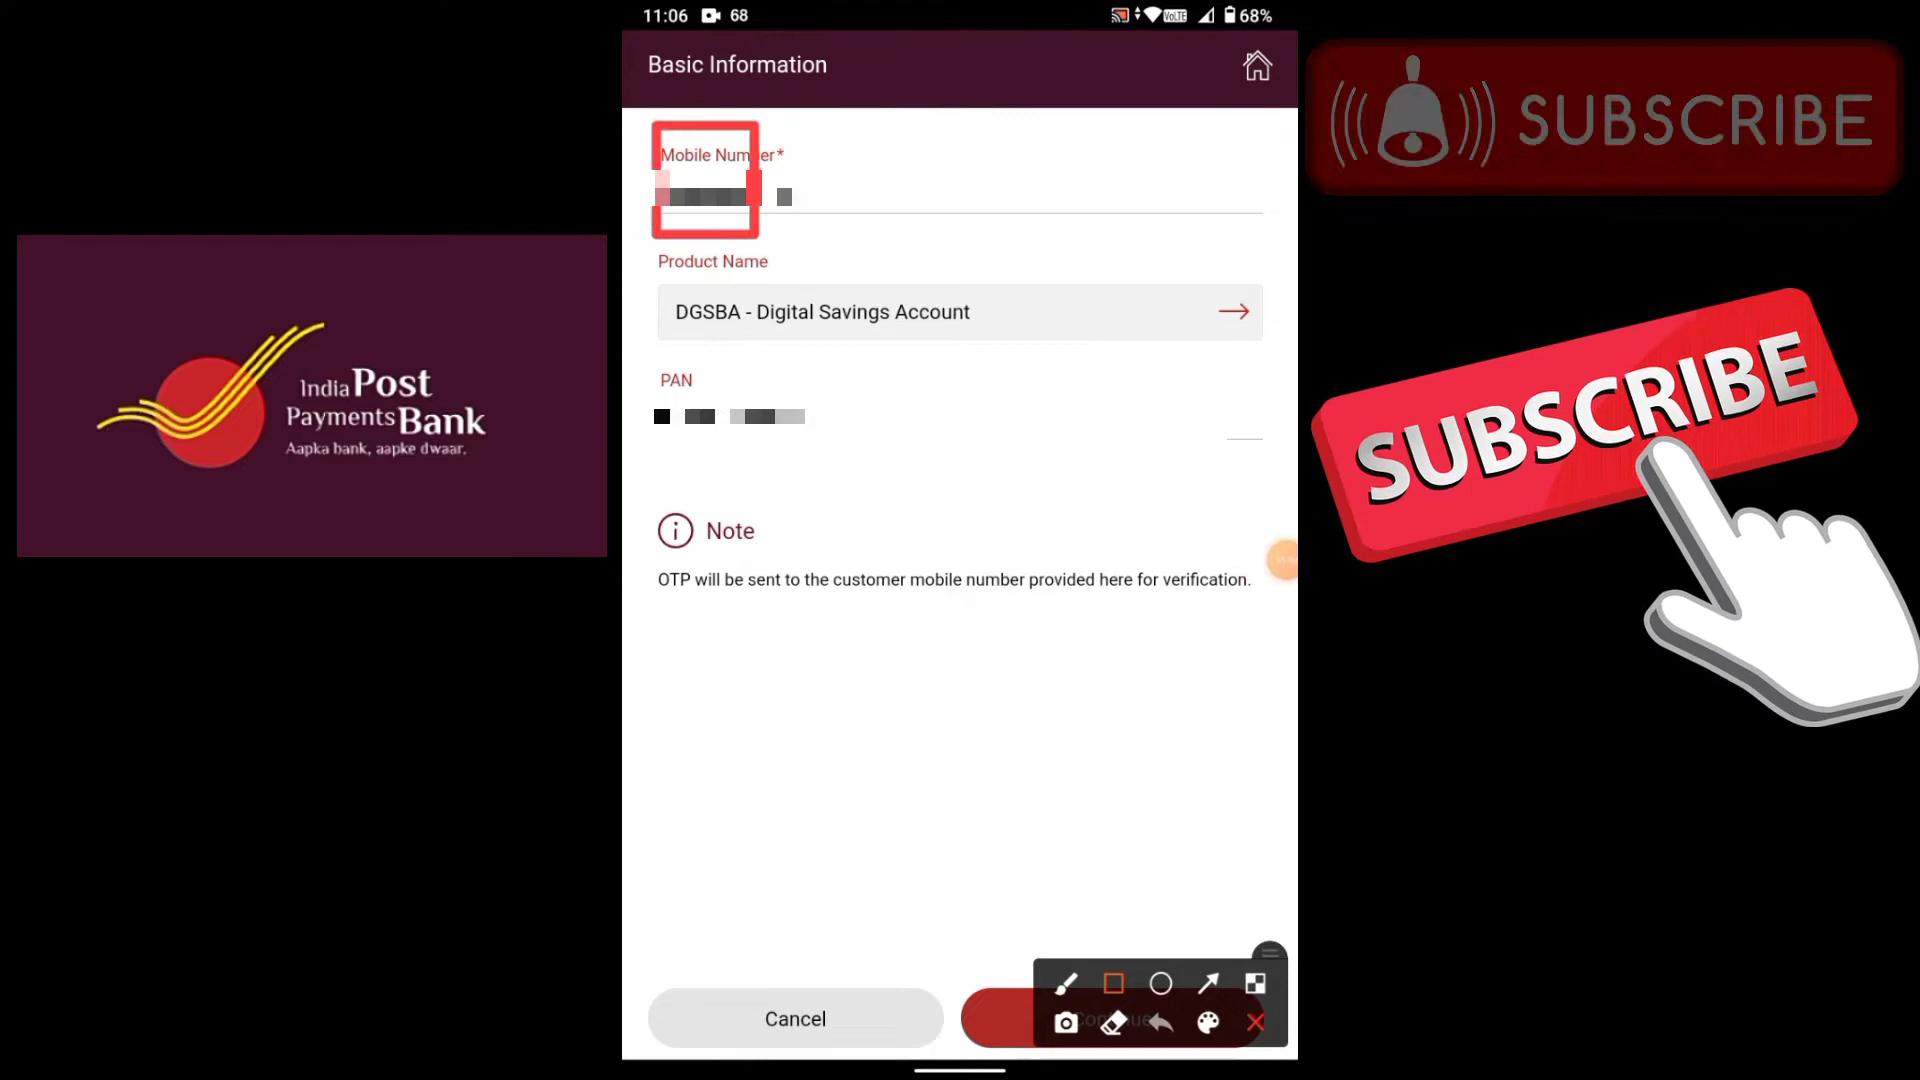 11:06 68
VoLTE 68%
Basic Information
Mobile Number*
Product Name
DGSBA - Digital Savings Account
PAN
Note
OTP will be sent to the customer mobile number provided here for verification.
Cancel
India Post
Payments Bank
Aapka bank, aapke dwaar.
SUBSCRIBE
SUBSCRIBE